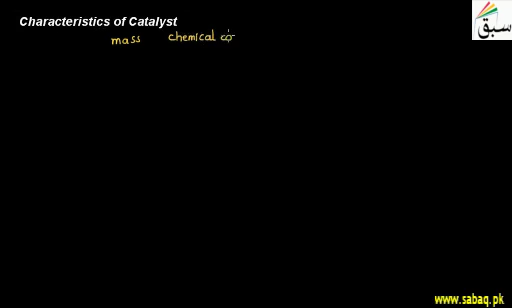 Characteristics of Catalyst
سبق
mass chemical
www.sabaq.pk